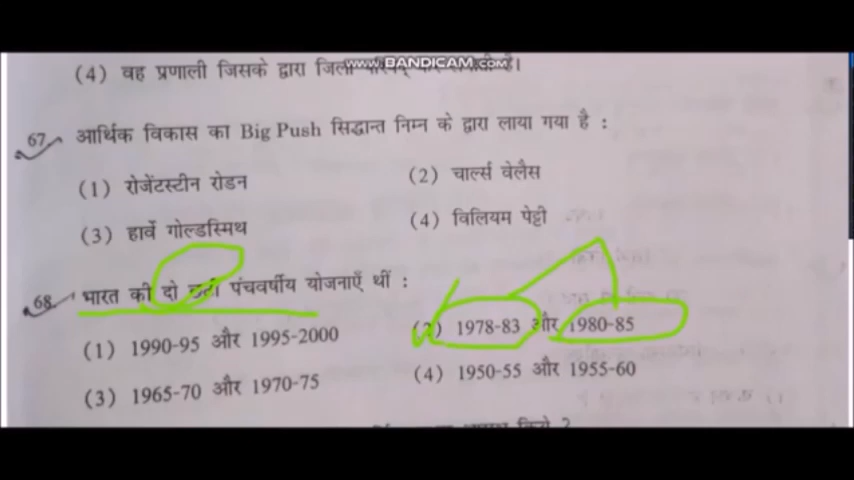 WWW.BANDICAM.COM
(4) वह प्रणाली जिसके द्वारा जिला
67. आर्थिक विकास का Big Push सिद्धान्त निम्न के द्वारा लाया गया है :
(1) रोजेंटस्टीन रोडन
(2) चार्ल्स वेलैस
(3) हार्वे गोल्डस्मिथ
(4) विलियम पेट्टी
68. भारत की दो छठी पंचवर्षीय योजनाएँ थीं :
(1) 1990-95 और 1995-2000
(2) 1978-83 और 1980-85
(3) 1965-70 और 1970-75
(4) 1950-55 और 1955-60